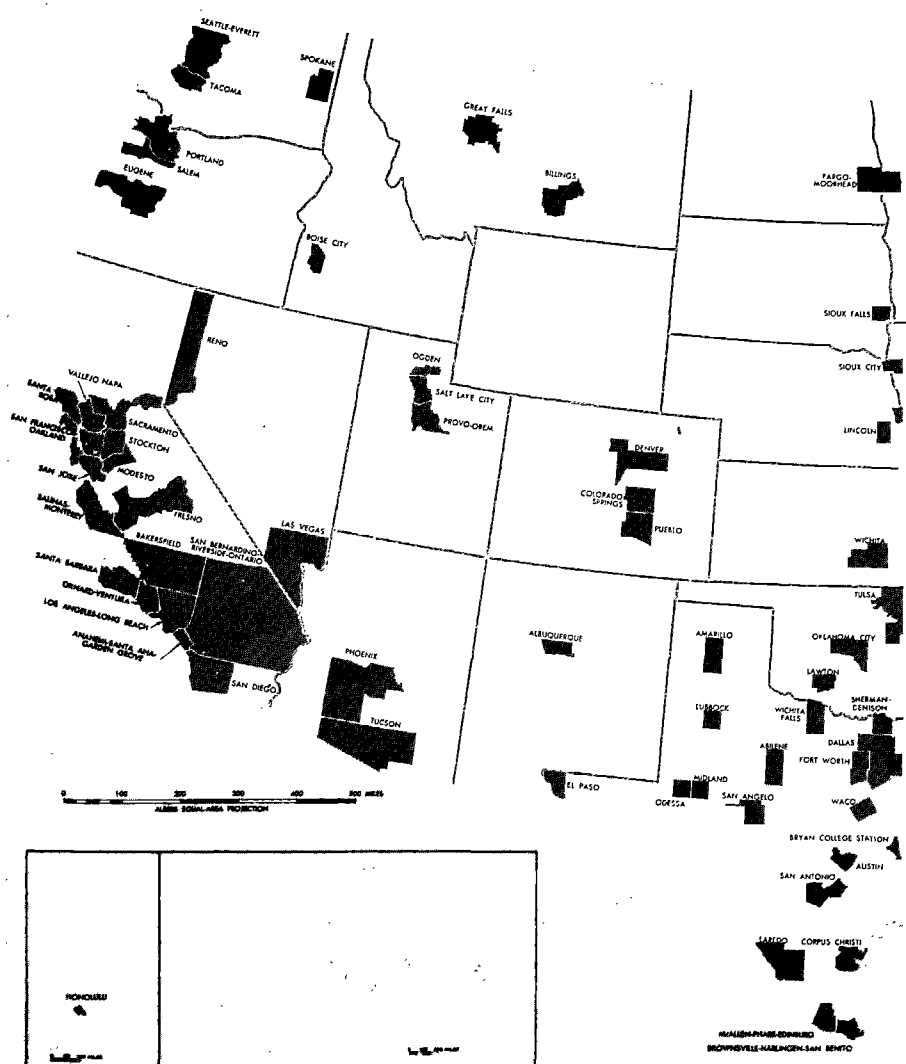 SEATTLE-EVERETT
SPOKANE
TACOMA
GREAT FALLS
PORTLAND
SALEM
EUGENE
BILLINGS
FARGO-
MOORHEAD
BOISE CITY
SIOUX FALLS
RENO
OGDEN
SIOUX CITY
VALLEJO NAPA
SANTA
ROSA
SALT LAKE CITY
SACRAMENTO
SAN FRANCISCO
OAKLAND
PROVO-OREM
STOCKTON
LINCOLN
DENVER
SAN JOSE
MODESTO
COLORADO
SPRINGS
SALINAS-
MONTEREY
FRESNO
LAS VEGAS
PUEBLO
BAKERSFIELD
SAN BERNARDINO-
RIVERSIDE-ONTARIO
WICHITA
SANTA BARBARA
OXNARD-VENTURA
TULSA
LOS ANGELES-LONG BEACH
ALBUQUERQUE
AMARILLO
OKLAHOMA CITY
ANAHEIM-SANTA ANA-
GARDEN GROVE
PHOENIX
LAWTON
SAN DIEGO
SHERMAN-
DENISON
LUBBOCK
WICHITA
FALLS
TUCSON
DALLAS
ABILENE
FORT WORTH
MIDLAND
EL PASO
ODESSA
SAN ANGELO
WACO
0 100 200 300 MILES
ALBERS EQUAL-AREA PROJECTION
BRYAN COLLEGE STATION
AUSTIN
SAN ANTONIO
LAREDO
CORPUS CHRISTI
HONOLULU
McALLEN-PHARR-EDINBURG
BROWNSVILLE-HARLINGEN-SAN BENITO